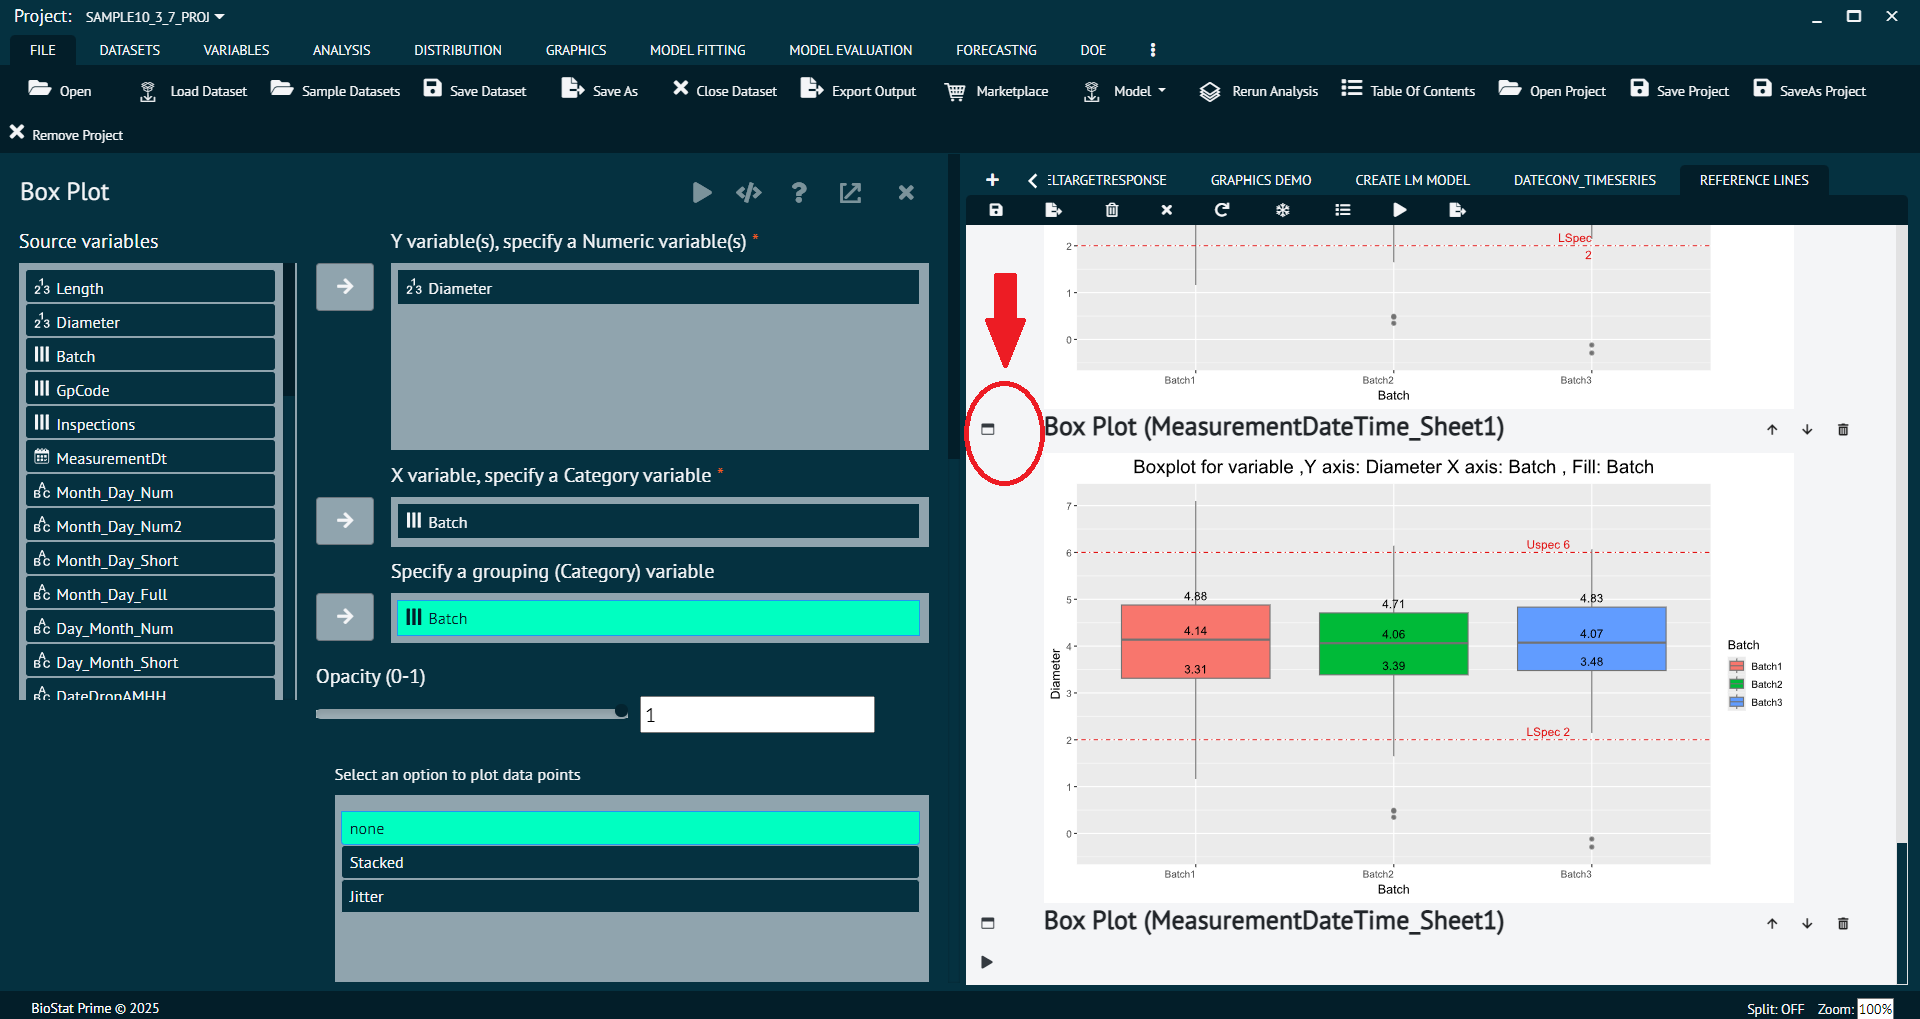 Project: SAMPLE10_3_7_PROJ
FILE DATASETS VARIABLES ANALYSIS DISTRIBUTION GRAPHICS MODEL FITTING MODEL EVALUATION FORECASTNG DOE
Open Load Dataset Sample Datasets Save Dataset Save As Close Dataset Export Output Marketplace Model Rerun Analysis Table Of Contents Open Project Save Project SaveAs Project
Remove Project
Box Plot
Source variables
Length
Diameter
Batch
GpCode
Inspections
MeasurementDt
Month_Day_Num
Month_Day_Num2
Month_Day_Short
Month_Day_Full
Day_Month_Num
Day_Month_Short
DateDropAMHH
Y variable(s), specify a Numeric variable(s) *
Diameter
X variable, specify a Category variable *
Batch
Specify a grouping (Category) variable
Batch
Opacity (0-1)
1
Select an option to plot data points
none
Stacked
Jitter
ELTARGETRESPONSE GRAPHICS DEMO CREATE LM MODEL DATECONV_TIMESERIES REFERENCE LINES
LSpec
2
2
1
0
Batch1 Batch2 Batch3
Batch
Box Plot (MeasurementDateTime_Sheet1)
Boxplot for variable ,Y axis: Diameter X axis: Batch , Fill: Batch
7
Uspec 6
6
5
4.88 4.71 4.83
4.14 4.06 4.07
4
3.31 3.39 3.48
3
LSpec 2
2
1
0
Diameter
Batch1 Batch2 Batch3
Batch
Batch
Batch1
Batch2
Batch3
Box Plot (MeasurementDateTime_Sheet1)
BioStat Prime © 2025
Split: OFF Zoom: 100%